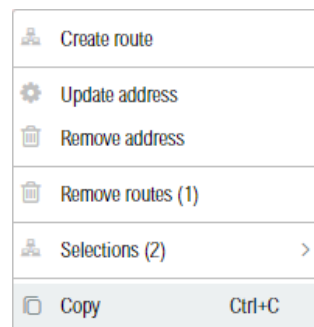 Create route
Update address
Remove address
Remove routes (1)
Selections (2)
Copy Ctrl+C